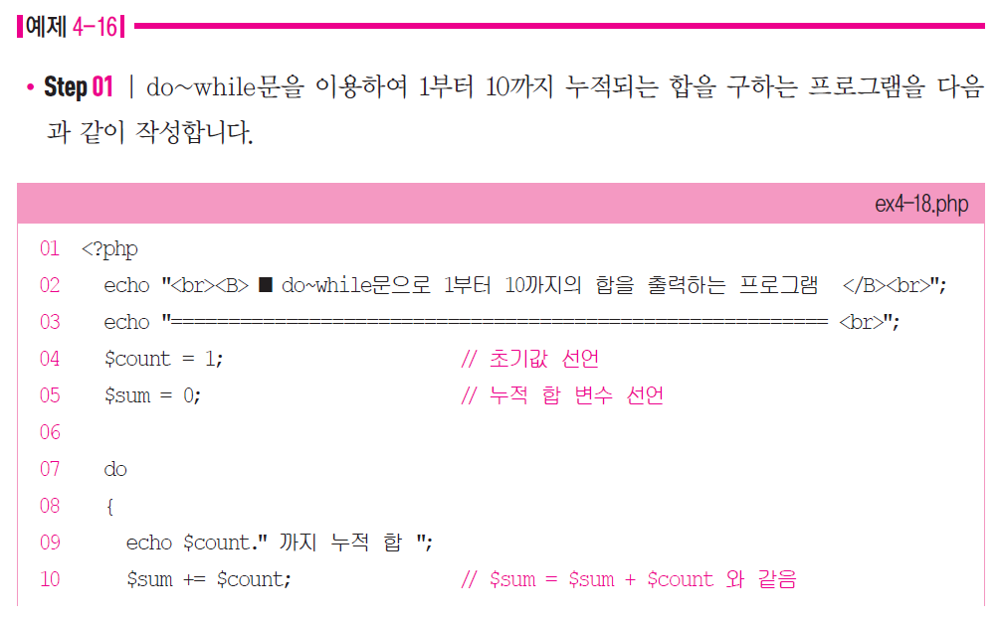 예제 4-16
• Step 01 | do~while문을 이용하여 1부터 10까지 누적되는 합을 구하는 프로그램을 다음
과 같이 작성합니다.
ex4-18.php
01 <?php
02 echo "<br><B> ■ do~while문으로 1부터 10까지의 합을 출력하는 프로그램 </B><br>";
03 echo "========================================================== <br>";
04 $count = 1; // 초기값 선언
05 $sum = 0; // 누적 합 변수 선언
06
07 do
08 {
09 echo $count." 까지 누적 합 ";
10 $sum += $count; // $sum = $sum + $count 와 같음